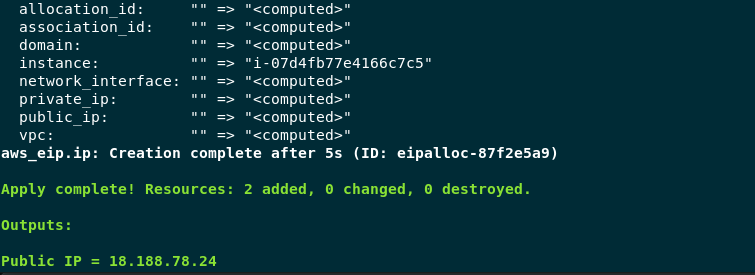 allocation_id:     "" => "<computed>"
association_id:    "" => "<computed>"
domain:            "" => "<computed>"
instance:          "" => "i-07d4fb77e4166c7c5"
network_interface: "" => "<computed>"
private_ip:        "" => "<computed>"
public_ip:         "" => "<computed>"
vpc:               "" => "<computed>"
aws_eip.ip: Creation complete after 5s (ID: eipalloc-87f2e5a9)
Apply complete! Resources: 2 added, 0 changed, 0 destroyed.
Outputs:
Public IP = 18.188.78.24